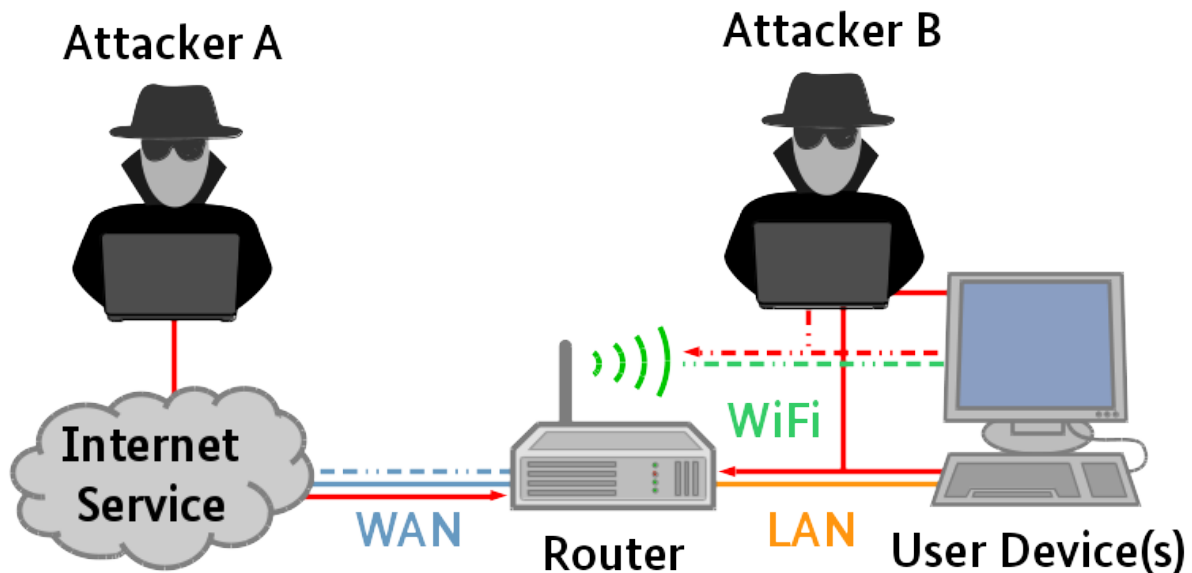 Attacker A
Attacker B
Internet
Service
WiFi
WAN
LAN
Router
User Device(s)